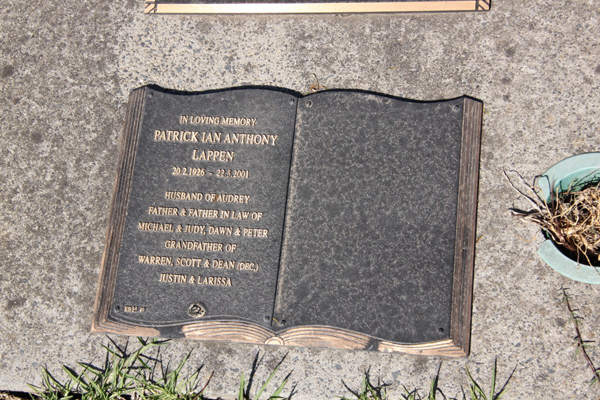 IN LOVING MEMORY
PATRICK IAN ANTHONY
LAPPEN
20.2.1926 - 22.5.2001
HUSBAND OF AUDREY
FATHER & FATHER IN LAW OF
MICHAEL & JUDY, DAWN & PETER
GRANDFATHER OF
WARREN, SCOTT & DEAN (DEC.)
JUSTIN & LARISSA